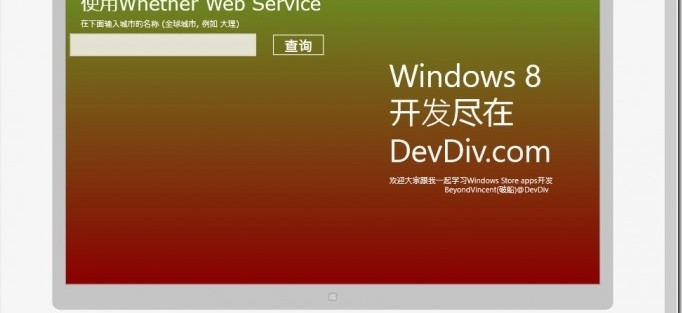 使用Whether Web Service
在下面输入城市的名称 (全球城市, 例如 大理)
查询
Windows 8
开发尽在
DevDiv.com
欢迎大家跟我一起学习Windows Store apps开发
BeyondVincent(破船)@DevDiv